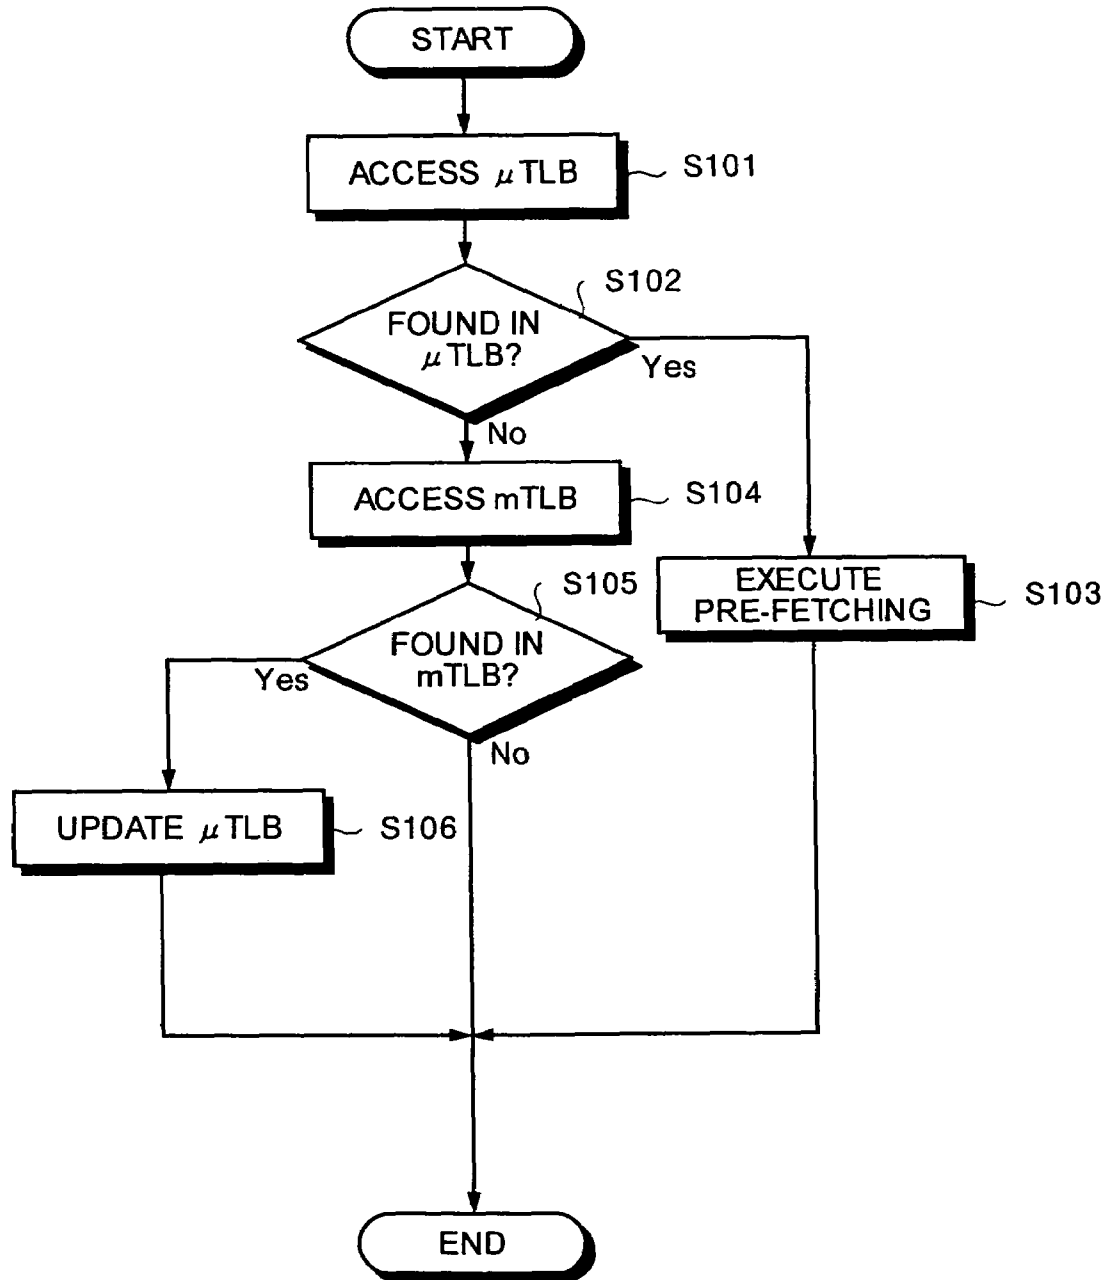 START
ACCESS μTLB
S101
S102
FOUND IN
μTLB?
Yes
No
ACCESS mTLB
S104
EXECUTE
PRE-FETCHING
S103
S105
FOUND IN
mTLB?
Yes
No
UPDATE μTLB
S106
END